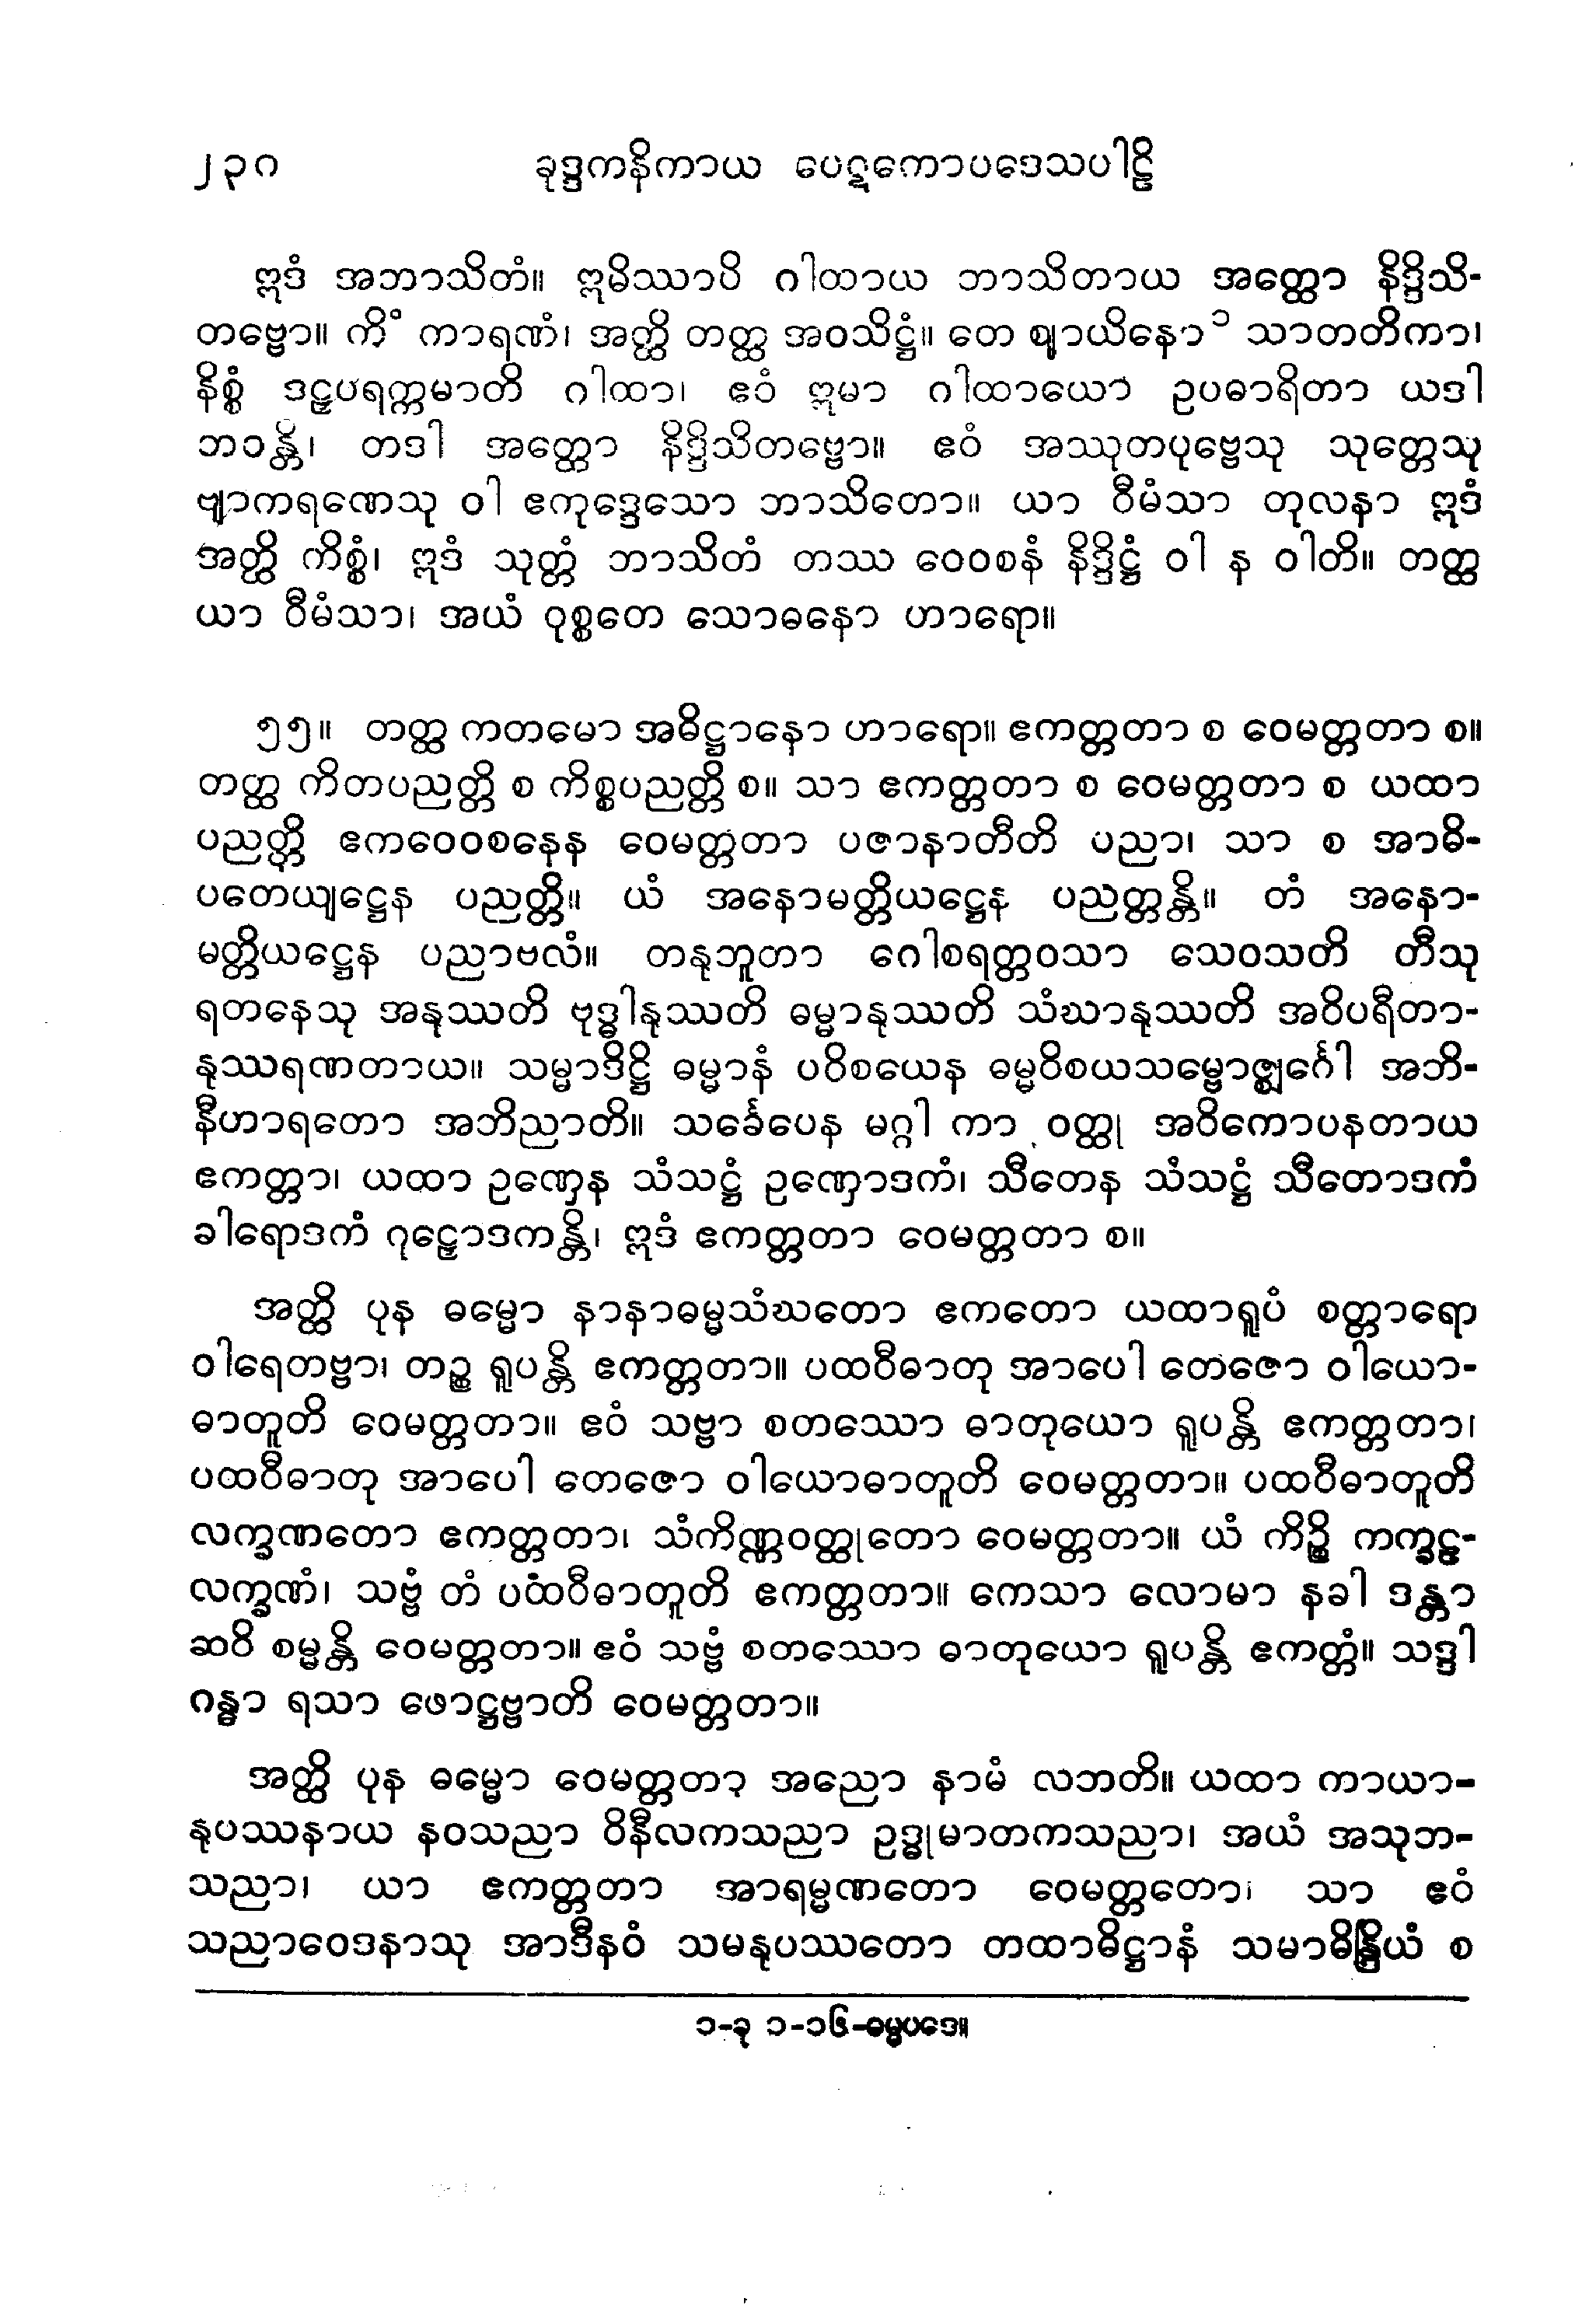 ၂၃၀ ခုဒ္ဒကနိကာယ ပေဋကောပဒေသပါဠိ
ဣဒံ အဘာသိတံ။ ဣမိဿာပိ ဂါထာယ ဘာသိတာယ အတ္ထော နိဒ္ဒိသိ-
တဗ္ဗော။ ကိံ ကာရဏံ၊ အတ္ထိ တတ္ထ အဝသိဋ္ဌံ။ တေ ဈာယိနော ၁ သာတတိကာ၊
နိစ္စံ ဒဠှပရက္ကမာတိ ဂါထာ၊ ဧဝံ ဣမာ ဂါထာယော ဥပဓာရိတာ ယဒါ
ဘဝန္တိ၊ တဒါ အတ္ထော နိဒ္ဒိသိတဗ္ဗော။ ဧဝံ အဿုတပုဗ္ဗေသု သုတ္တေသု
ဗျာကရဏေသု ဝါ ဧကုဒ္ဒေသော ဘာသိတော။ ယာ ဝီမံသာ တုလနာ ဣဒံ
အတ္ထိ ကိစ္စံ၊ ဣဒံ သုတ္တံ ဘာသိတံ တဿ ဝေဝစနံ နိဒ္ဒိဋ္ဌံ ဝါ န ဝါတိ။ တတ္ထ
ယာ ဝီမံသာ၊ အယံ ဝုစ္စတေ သောဓနော ဟာရော။
၅၅။ တတ္ထ ကတမော အဓိဋ္ဌာနော ဟာရော။ ဧကတ္တတာ စ ဝေမတ္တတာ စ။
တတ္ထ ကိတပညတ္တိ စ ကိစ္စပညတ္တိ စ။ သာ ဧကတ္တတာ စ ဝေမတ္တတာ စ ယထာ
ပညတ္တိ ဧကဝေဝစနေန ဝေမတ္တတာ ပဇာနာတီတိ ပညာ၊ သာ စ အာဓိ-
ပတေယျဋ္ဌေန ပညတ္တိ။ ယံ အနောမတ္တိယဋ္ဌေန ပညတ္တန္တိ။ တံ အနော-
မတ္တိယဋ္ဌေန ပညာဗလံ။ တနုဘူတာ ဂေါစရတ္တဝသာ သေဝသတိ တီသု
ရတနေသု အနုဿတိ ဗုဒ္ဓါနုဿတိ ဓမ္မာနုဿတိ သံဃာနုဿတိ အဝိပရီတာ-
နုဿရဏတာယ။ သမ္မာဒိဋ္ဌိ ဓမ္မာနံ ပဝိစယေန ဓမ္မဝိစယသမ္ဗောဇ္ဈင်္ဂေါ အဘိ-
နီဟာရတော အဘိညာတိ။ သင်္ခေပေန မဂ္ဂါ ကာ ဝတ္ထု အဝိကောပနတာယ
ဧကတ္တာ၊ ယထာ ဥဏှေန သံသဋ္ဌံ ဥဏှောဒကံ၊ သီတေန သံသဋ္ဌံ သီတောဒကံ
ခါရောဒကံ ဂုဠှောဒကန္တိ၊ ဣဒံ ဧကတ္တတာ ဝေမတ္တတာ စ။
အတ္ထိ ပုန ဓမ္မော နာနာဓမ္မသံဃတော ဧကတော ယထာရူပံ စတ္တာရော
ဝါရေတဗ္ဗာ၊ တဉ္စ ရူပန္တိ ဧကတ္တတာ။ ပထဝီဓာတု အာပေါ တေဇော ဝါယော-
ဓာတူတိ ဝေမတ္တတာ။ ဧဝံ သဗ္ဗာ စတဿော ဓာတုယော ရူပန္တိ ဧကတ္တတာ၊
ပထဝီဓာတု အာပေါ တေဇော ဝါယောဓာတူတိ ဝေမတ္တတာ။ ပထဝီဓာတူတိ
လက္ခဏတော ဧကတ္တတာ၊ သံကိဏ္ဏဝတ္ထုတော ဝေမတ္တတာ။ ယံ ကိဉ္စိ ကက္ခဠ-
လက္ခဏံ၊ သဗ္ဗံ တံ ပထဝီဓာတူတိ ဧကတ္တတာ။ ကေသာ လောမာ နခါ ဒန္တာ
ဆဝိ စမ္မန္တိ ဝေမတ္တတာ။ ဧဝံ သဗ္ဗံ စတဿော ဓာတုယော ရူပန္တိ ဧကတ္တံ။ သဒ္ဒါ
ဂန္ဓာ ရသာ ဖောဋ္ဌဗ္ဗာတိ ဝေမတ္တတာ။
အတ္ထိ ပုန ဓမ္မော ဝေမတ္တတာ အညော နာမံ လဘတိ။ ယထာ ကာယာ-
နုပဿနာယ နဝသညာ ဝိနီလကသညာ ဥဒ္ဓုမာတကသညာ၊ အယံ အသုဘ-
သညာ၊ ယာ ဧကတ္တတာ အာရမ္မဏတော ဝေမတ္တတော၊ သာ ဧဝံ
သညာဝေဒနာသု အာဒီနဝံ သမနုပဿတော တထာဓိဋ္ဌာနံ သမာဓိန္ဒြိယံ စ
၁-ခု ၁-၁၆-ဓမ္မပဒေ။